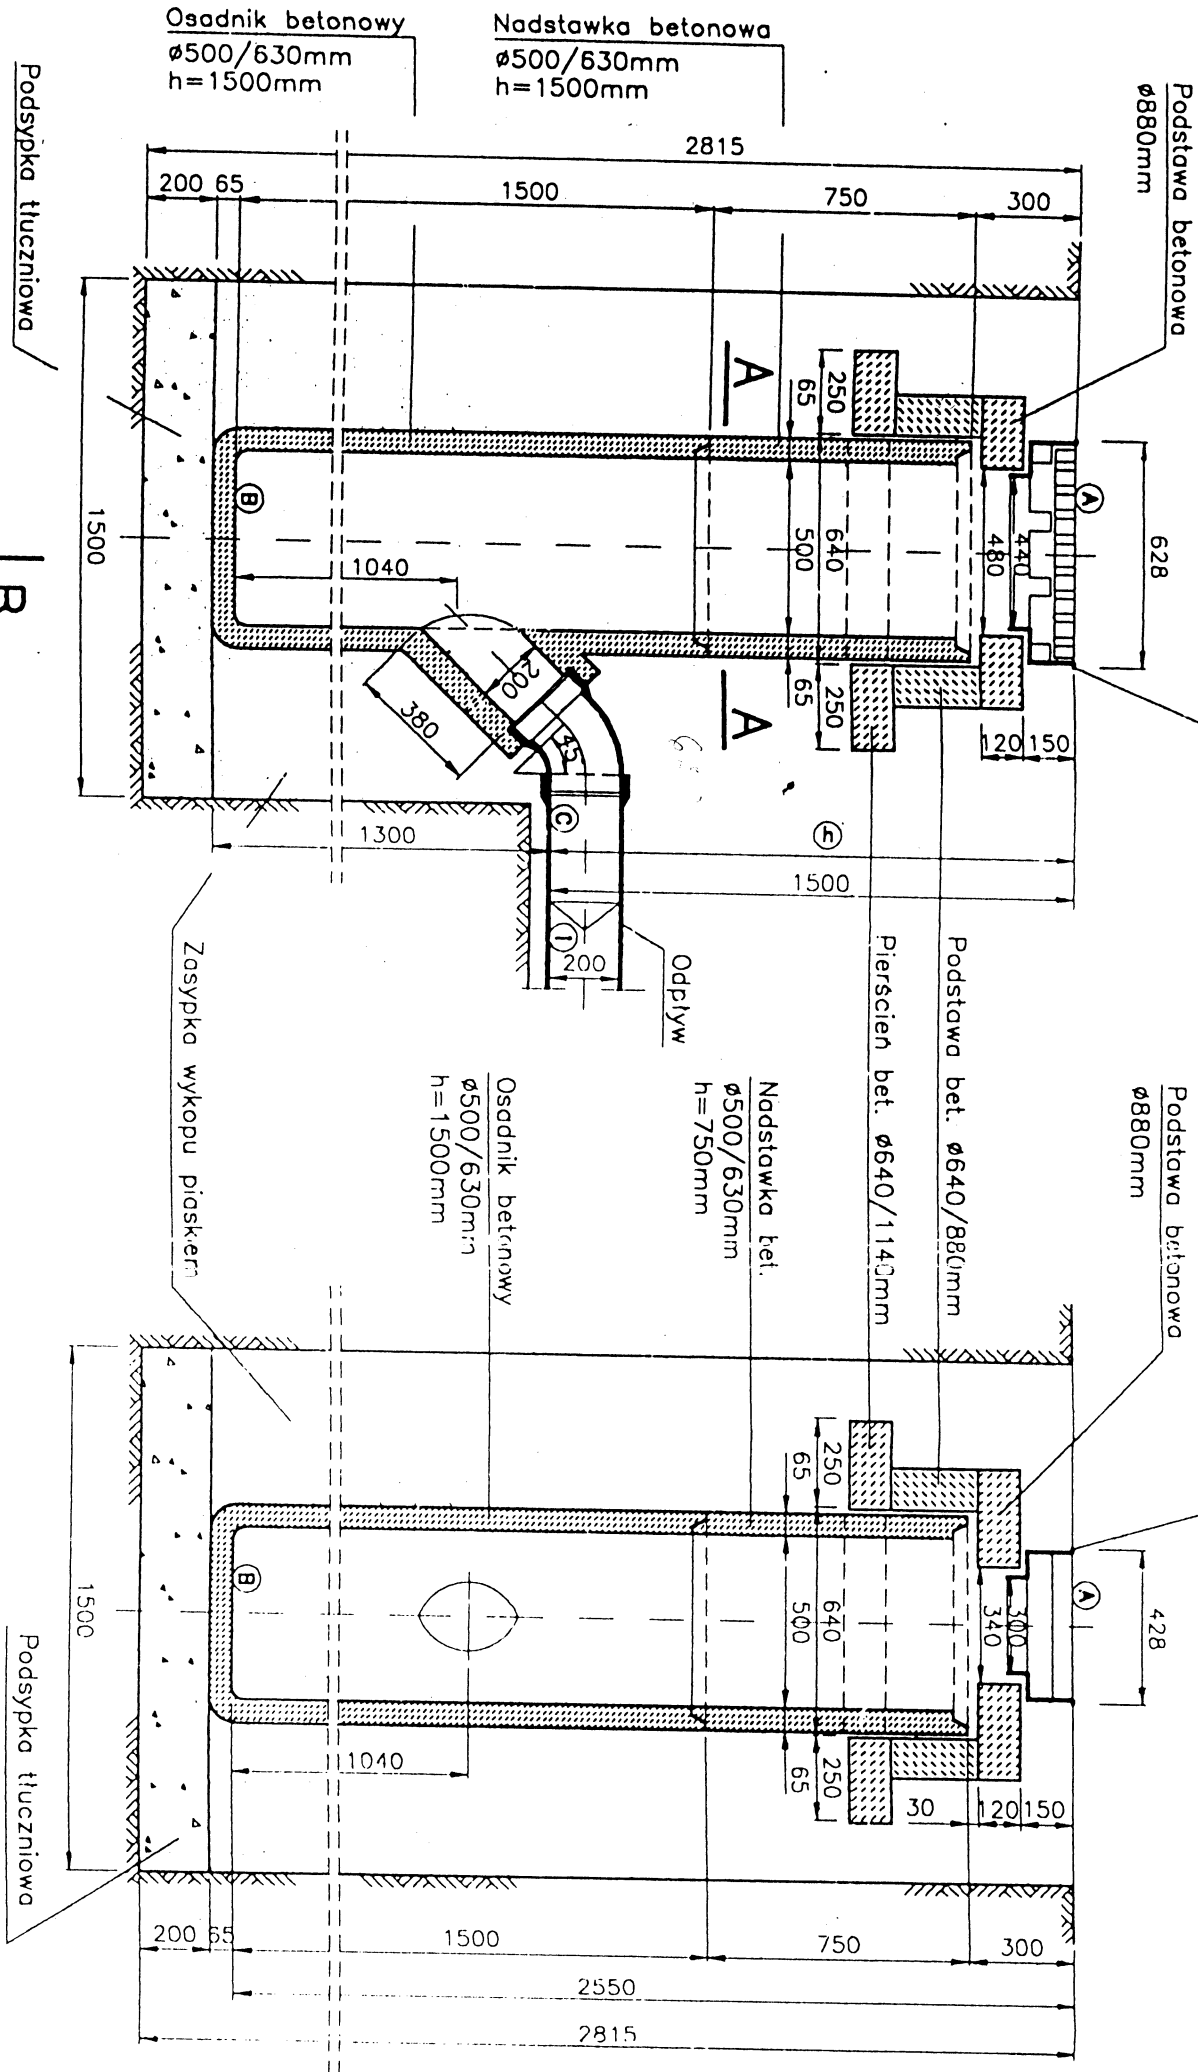 Osadnik betonowy
ø500/630mm
h=1500mm
Nadstawka betonowa
ø500/630mm
h=1500mm
Podstawa betonowa
ø880mm
Podsypka tłuczniowa
2815
200
65
1500
750
300
A
250
65
640
500
480
440
628
A
B
1500
1040
B
200
380
45
65
250
A
120
150
C
h
1300
1500
1
200
Odpływ
Zasypka wykopu piaskiem
Pierścień bet. ø640/1140mm
Podstawa bet. ø640/880mm
Osadnik betonowy
ø500/630mm
h=1500mm
Nadstawka bet.
ø500/630mm
h=750mm
Podstawa betonowa
ø880mm
250
65
640
500
340
300
428
A
B
1500
1040
65
250
30
120
150
Podsypka tłuczniowa
200
65
1500
750
300
2550
2815